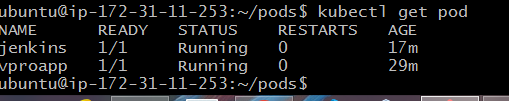 ubuntu@ip-172-31-11-253:~/pods$ kubectl get pod
NAME READY STATUS RESTARTS AGE
jenkins 1/1 Running 0 17m
vproapp 1/1 Running 0 29m
ubuntu@ip-172-31-11-253:~/pods$